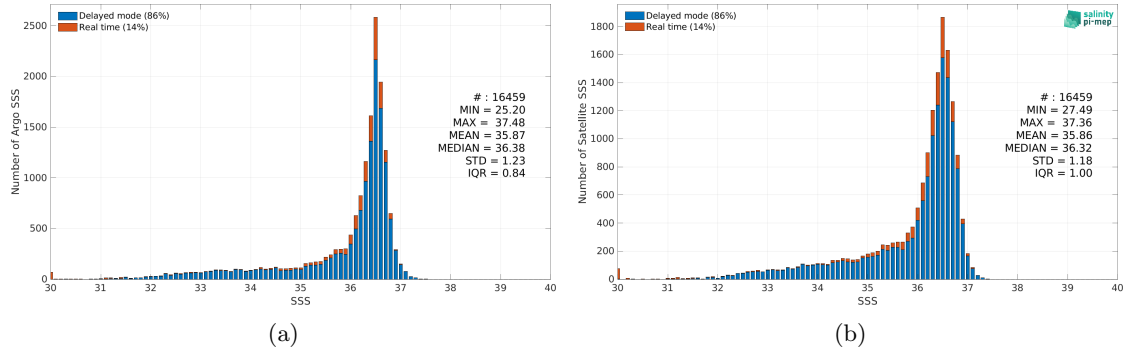 Delayed mode (86%)
Real time (14%)
2500
2000
1500
1000
500
0
Number of Argo SSS
# : 16459
MIN = 25.20
MAX = 37.48
MEAN = 35.87
MEDIAN = 36.38
STD = 1.23
IQR = 0.84
30 31 32 33 34 35 36 37 38 39 40
SSS
(a)
Delayed mode (86%)
Real time (14%)
salinity
pi-mep
1800
1600
1400
1200
1000
800
600
400
200
0
Number of Satellite SSS
# : 16459
MIN = 27.49
MAX = 37.36
MEAN = 35.86
MEDIAN = 36.32
STD = 1.18
IQR = 1.00
30 31 32 33 34 35 36 37 38 39 40
SSS
(b)